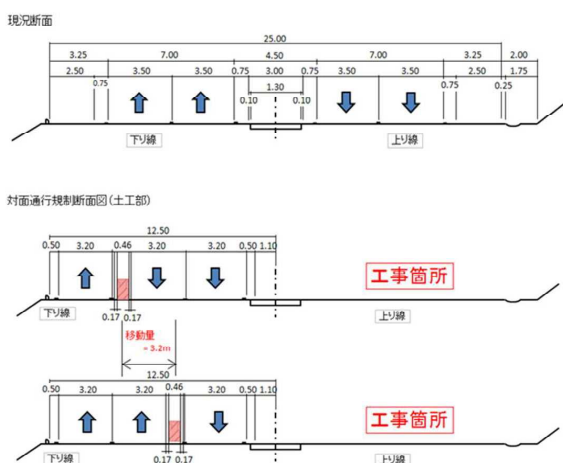 現況断面
25.00
3.25 7.00 4.50 7.00 3.25 2.00
2.50 3.50 3.50 0.75 3.00 0.75 3.50 3.50 2.50 1.75
0.75 1.30 0.75 0.25
0.10 0.10
下り線 上り線
対面通行規制断面図(土工部)
12.50
0.50 3.20 0.46 3.20 3.20 0.50 1.10
工事箇所
下り線 0.17 0.17 上り線
移動量
=3.2m
12.50
0.50 3.20 3.20 0.46 3.20 0.50 1.10
工事箇所
下り線 0.17 0.17 上り線